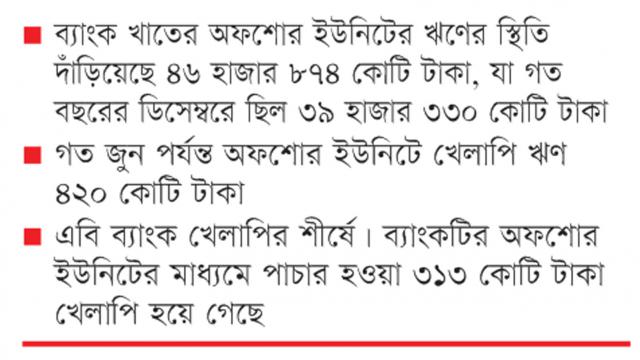 ব্যাংক খাতের অফশোর ইউনিটের ঋণের স্থিতি
দাঁড়িয়েছে ৪৬ হাজার ৮৭৪ কোটি টাকা, যা গত
বছরের ডিসেম্বরে ছিল ৩৯ হাজার ৩৩০ কোটি টাকা
গত জুন পর্যন্ত অফশোর ইউনিটে খেলাপি ঋণ
৪২০ কোটি টাকা
এবি ব্যাংক খেলাপির শীর্ষে। ব্যাংকটির অফশোর
ইউনিটের মাধ্যমে পাচার হওয়া ৩১৩ কোটি টাকা
খেলাপি হয়ে গেছে